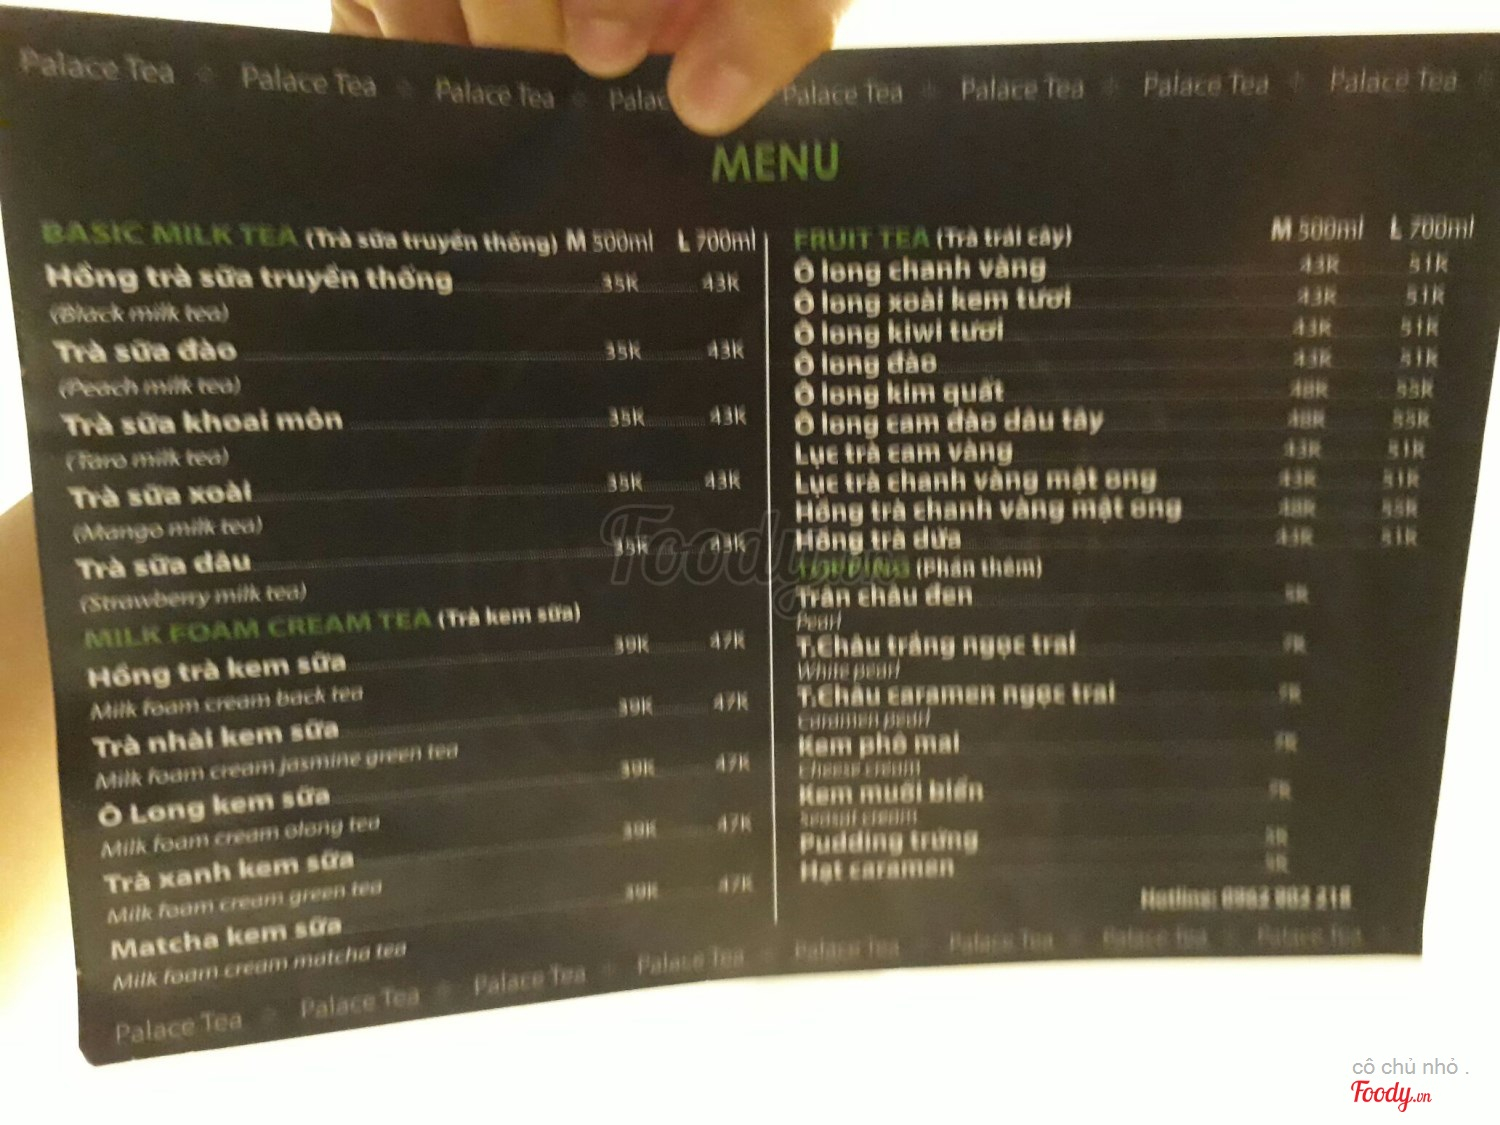 Palace Tea Palace Tea Palace Tea Palac Palace Tea Palace Tea Palace Tea Palace Tea
MENU
BASIC MILK TEA (Trà sữa truyền thống) M 500ml L 700ml
Hồng trà sữa truyền thống 35K 43K
(Black milk tea)
Trà sữa đào 35K 43K
(Peach milk tea)
Trà sữa khoai môn 35K 43K
(Taro milk tea)
Trà sữa xoài 35K 43K
(Mango milk tea)
Trà sữa dâu 35K 43K
(Strawberry milk tea)
MILK FOAM CREAM TEA (Trà kem sữa)
Hồng trà kem sữa 39K 47K
Milk foam cream back tea
Trà nhài kem sữa 39K 47K
Milk foam cream jasmine green tea
Ô Long kem sữa 39K 47K
Milk foam cream olong tea
Trà xanh kem sữa 39K 47K
Milk foam cream green tea
Matcha kem sữa 39K 47K
Milk foam cream matcha tea
FRUIT TEA (Trà trái cây) M 500ml L 700ml
Ô long chanh vàng 43K 51K
Ô long xoài kem tươi 43K 51K
Ô long kiwi tươi 43K 51K
Ô long đào 43K 51K
Ô long kim quất 48K 55K
Ô long cam đào dâu tây 48K 55K
Lục trà cam vàng 43K 51K
Lục trà chanh vàng mật ong 43K 51K
Hồng trà chanh vàng mật ong 48K 55K
Hồng trà dứa 43K 51K
TOPPING (Phần thêm)
Trân châu đen
Pearl
T.Châu trắng ngọc trai
White pearl
T.Châu caramen ngọc trai
Caramen pearl
Kem phô mai
Cheese cream
Kem muối biển
cream
Pudding trứng
Hạt caramen
Hotline: 0963 803 218
Palace Tea Palace Tea Palace Tea Palace Tea Palace Tea Palace Tea Palace Tea Palace Tea
Foody.vn
cô chủ nhỏ .
Foody.vn